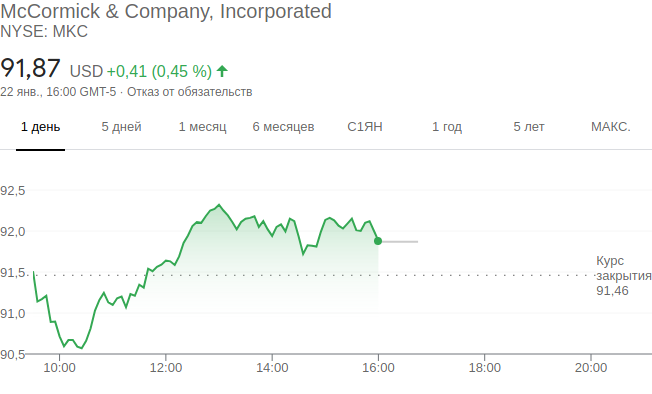 McCormick & Company, Incorporated
NYSE: MKC
91,87 USD +0,41 (0,45 %)
22 янв., 16:00 GMT-5 · Отказ от обязательств
1 день 5 дней 1 месяц 6 месяцев С1ЯН 1 год 5 лет МАКС.
92,5
92,0
91,5
91,0
90,5
Курс
закрытия
91,46
10:00 12:00 14:00 16:00 18:00 20:00